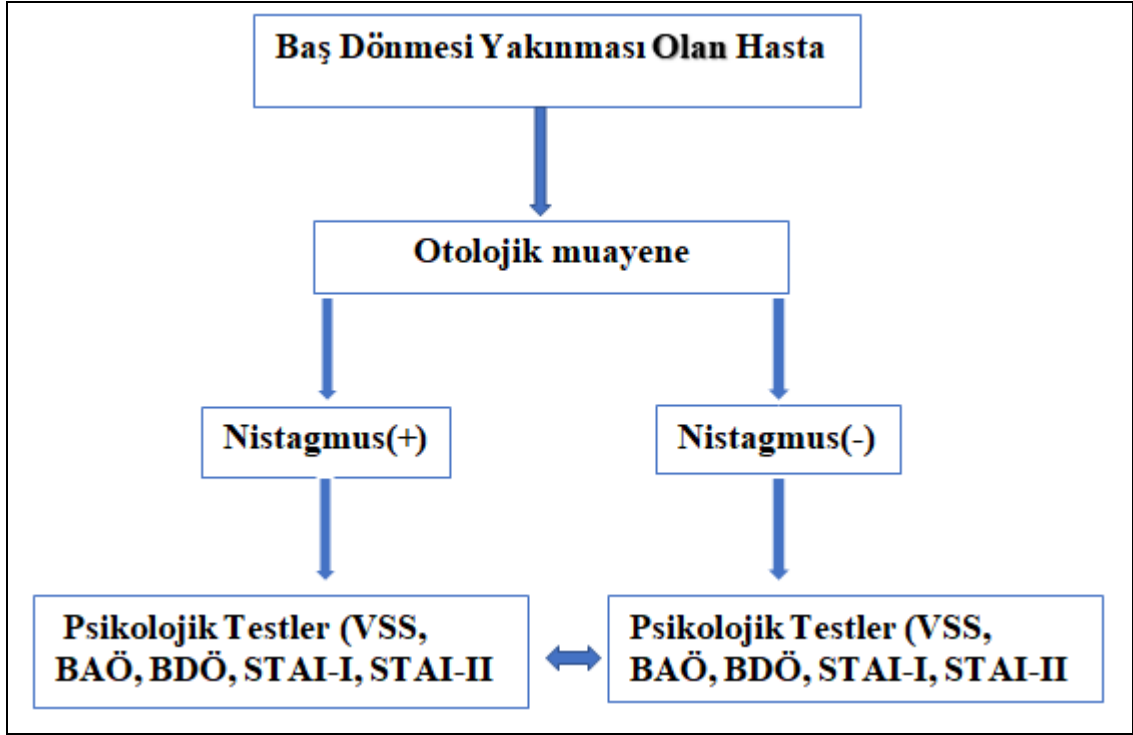 Baş Dönmesi Yakınması Olan Hasta
Otolojik muayene
Nistagmus(+)
Nistagmus(-)
Psikolojik Testler (VSS,
BAÖ, BDÖ, STAI-I, STAI-II
Psikolojik Testler (VSS,
BAÖ, BDÖ, STAI-I, STAI-II